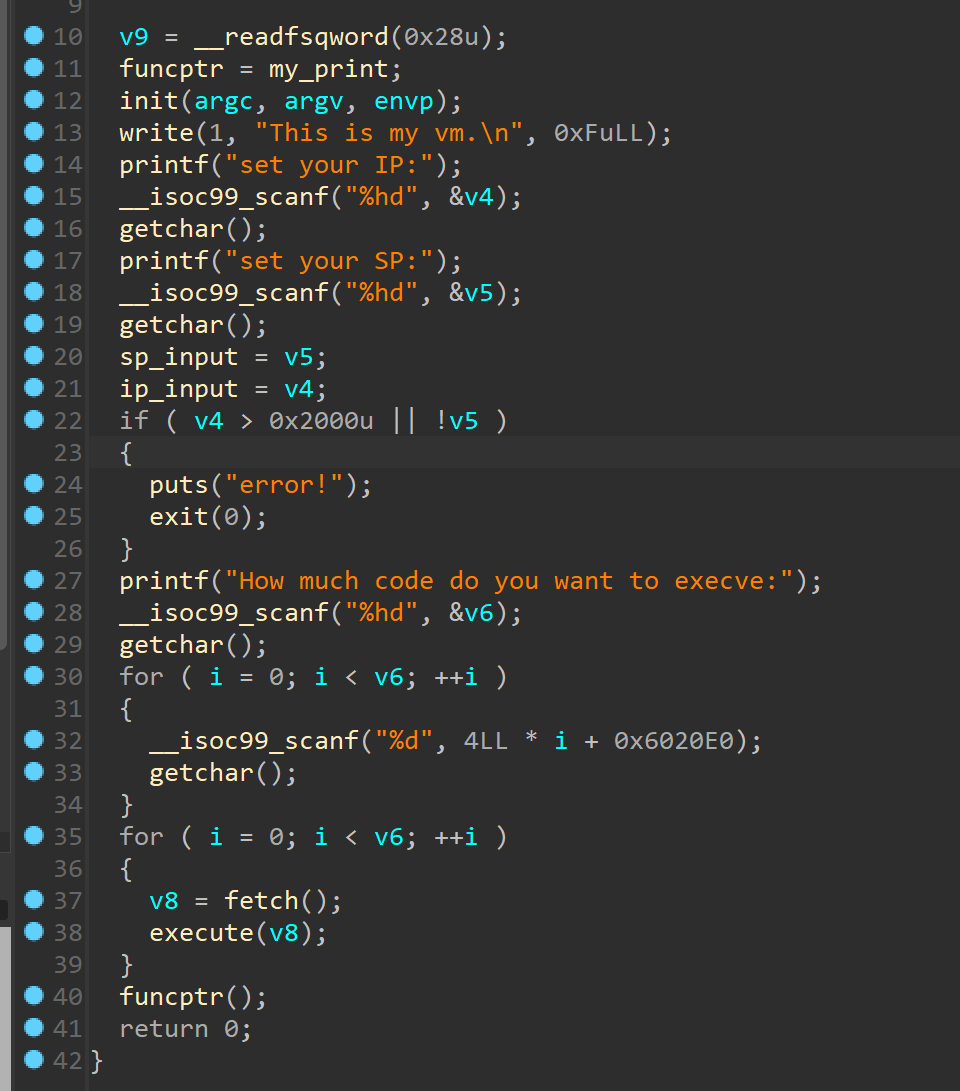 9
10 v9 = __readfsqword(0x28u);
11 funcptr = my_print;
12 init(argc, argv, envp);
13 write(1, "This is my vm.\n", 0xFuLL);
14 printf("set your IP:");
15 __isoc99_scanf("%hd", &v4);
16 getchar();
17 printf("set your SP:");
18 __isoc99_scanf("%hd", &v5);
19 getchar();
20 sp_input = v5;
21 ip_input = v4;
22 if ( v4 > 0x2000u || !v5 )
23 {
24 puts("error!");
25 exit(0);
26 }
27 printf("How much code do you want to execve:");
28 __isoc99_scanf("%hd", &v6);
29 getchar();
30 for ( i = 0; i < v6; ++i )
31 {
32 __isoc99_scanf("%d", 4LL * i + 0x6020E0);
33 getchar();
34 }
35 for ( i = 0; i < v6; ++i )
36 {
37 v8 = fetch();
38 execute(v8);
39 }
40 funcptr();
41 return 0;
42 }